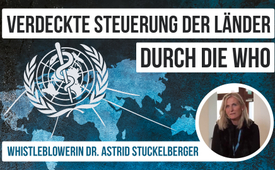 VERDECKTE STEUERUNG DER LÄNDER
DURCH DIE WHO
WHISTLEBLOWERIN DR. ASTRID STUCKELBERGER